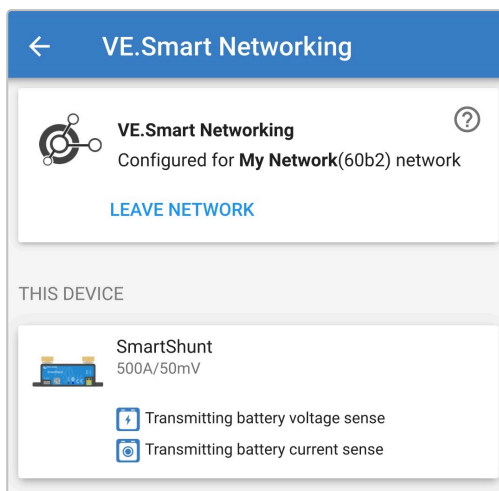 VE.Smart Networking
VE.Smart Networking
Configured for My Network(60b2) network
LEAVE NETWORK
THIS DEVICE
SmartShunt
500A/50mV
Transmitting battery voltage sense
Transmitting battery current sense